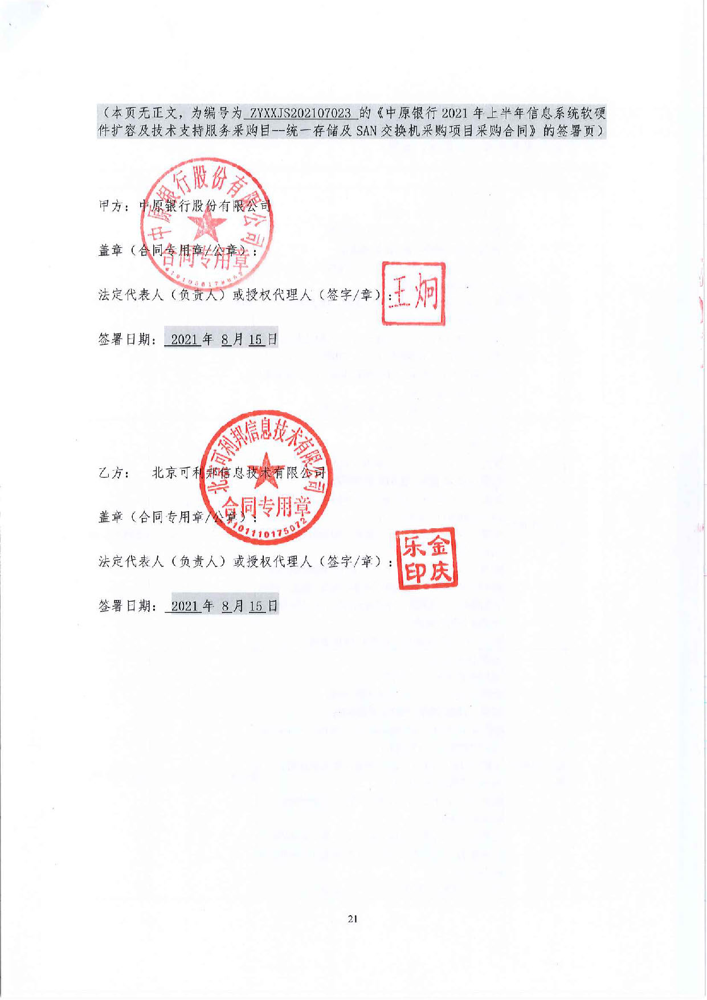 （本页无正文，为编号为 ZYXXJS202107023 的《中原银行 2021 年上半年信息系统软硬
件扩容及技术支持服务采购目--统一存储及 SAN 交换机采购项目采购合同》的签署页）
中原银行股份有限公司
甲方：中原银行股份有限公司
盖章（合同专用章/公章）：
合同专用章
法定代表人（负责人）或授权代理人（签字/章）：
王炯
签署日期： 2021 年 8 月 15 日
北京可利邦信息技术有限公司
乙方： 北京可利邦信息技术有限公司
合同专用章
盖章（合同专用章/公章）：
1101110175072
法定代表人（负责人）或授权代理人（签字/章）：
乐金
印庆
签署日期： 2021 年 8 月 15 日
21